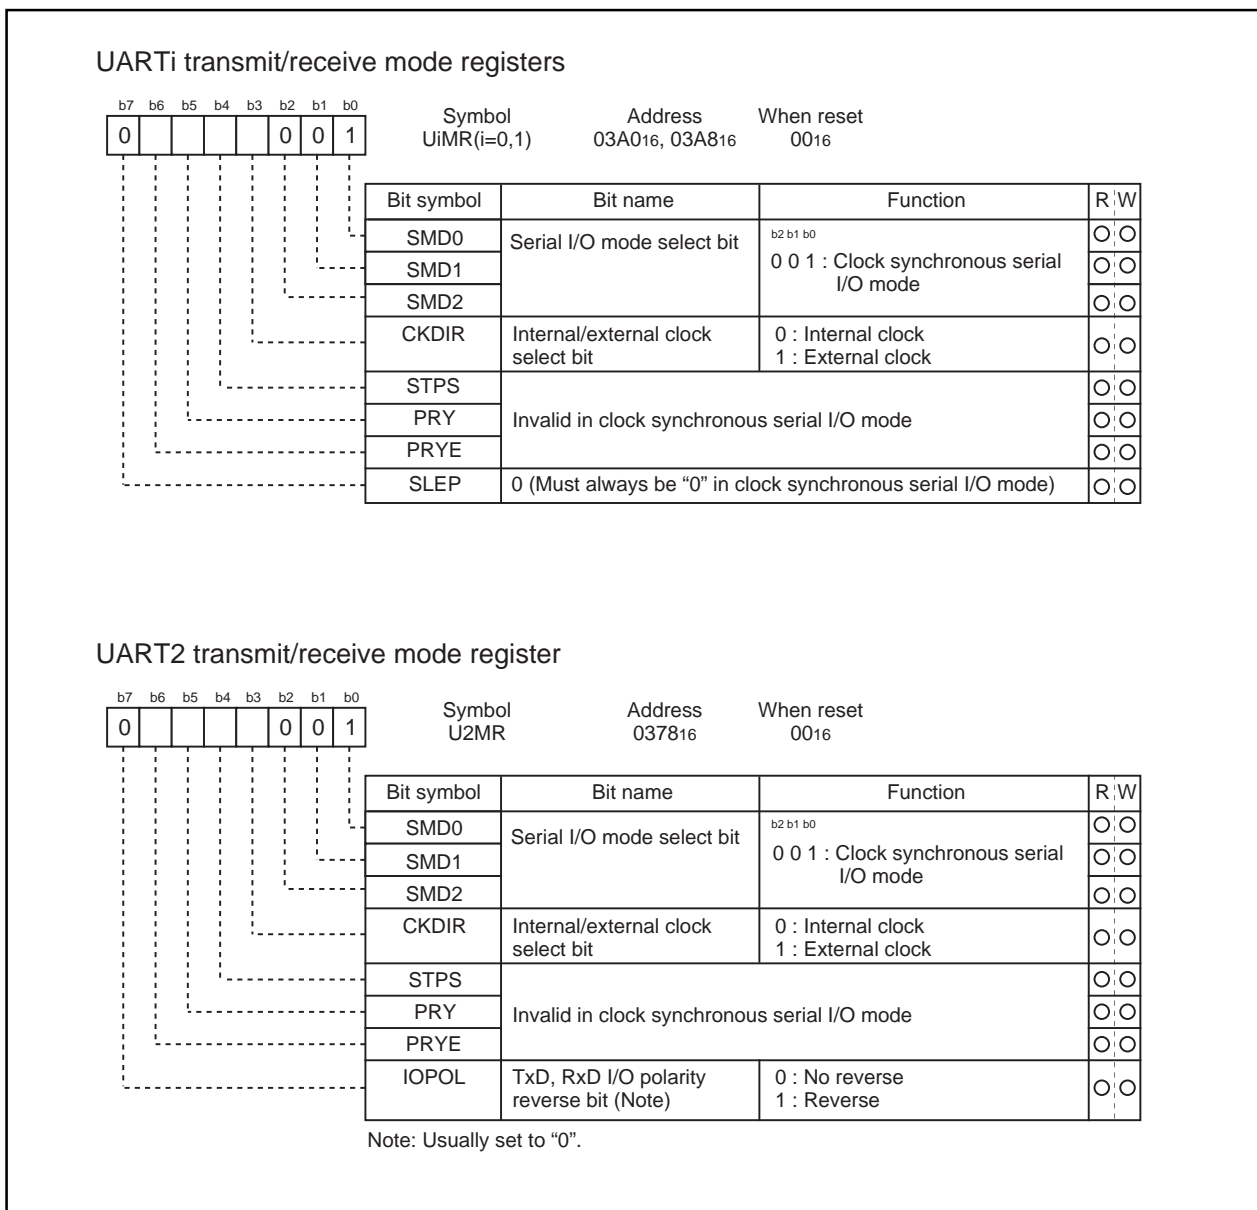 UARTi transmit/receive mode registers
b7 b6 b5 b4 b3 b2 b1 b0
0 0 0 1
Symbol Address When reset
UiMR(i=0,1) 03A016, 03A816 0016
Bit symbol Bit name Function R W
SMD0 Serial I/O mode select bit b2 b1 b0
SMD1 0 0 1 : Clock synchronous serial
I/O mode
SMD2
CKDIR Internal/external clock 0 : Internal clock
select bit 1 : External clock
STPS
PRY Invalid in clock synchronous serial I/O mode
PRYE
SLEP 0 (Must always be “0” in clock synchronous serial I/O mode)
UART2 transmit/receive mode register
b7 b6 b5 b4 b3 b2 b1 b0
0 0 0 1
Symbol Address When reset
U2MR 037816 0016
Bit symbol Bit name Function R W
SMD0 Serial I/O mode select bit b2 b1 b0
SMD1 0 0 1 : Clock synchronous serial
I/O mode
SMD2
CKDIR Internal/external clock 0 : Internal clock
select bit 1 : External clock
STPS
PRY Invalid in clock synchronous serial I/O mode
PRYE
IOPOL TxD, RxD I/O polarity 0 : No reverse
reverse bit (Note) 1 : Reverse
Note: Usually set to “0”.